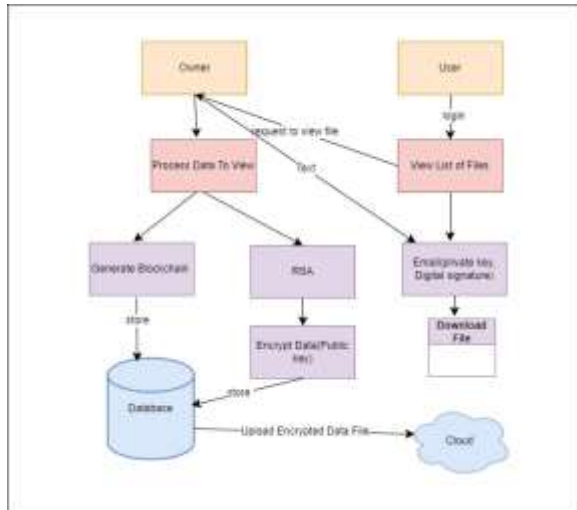 Owner
User
login
request to view file
Process Data To View
Text
View List of Files
Generate Blockchain
RSA
Email(private key,
Digital signature)
store
Encrypt Data(Public
key)
Download
File
store
Database
Upload Encrypted Data File
Cloud